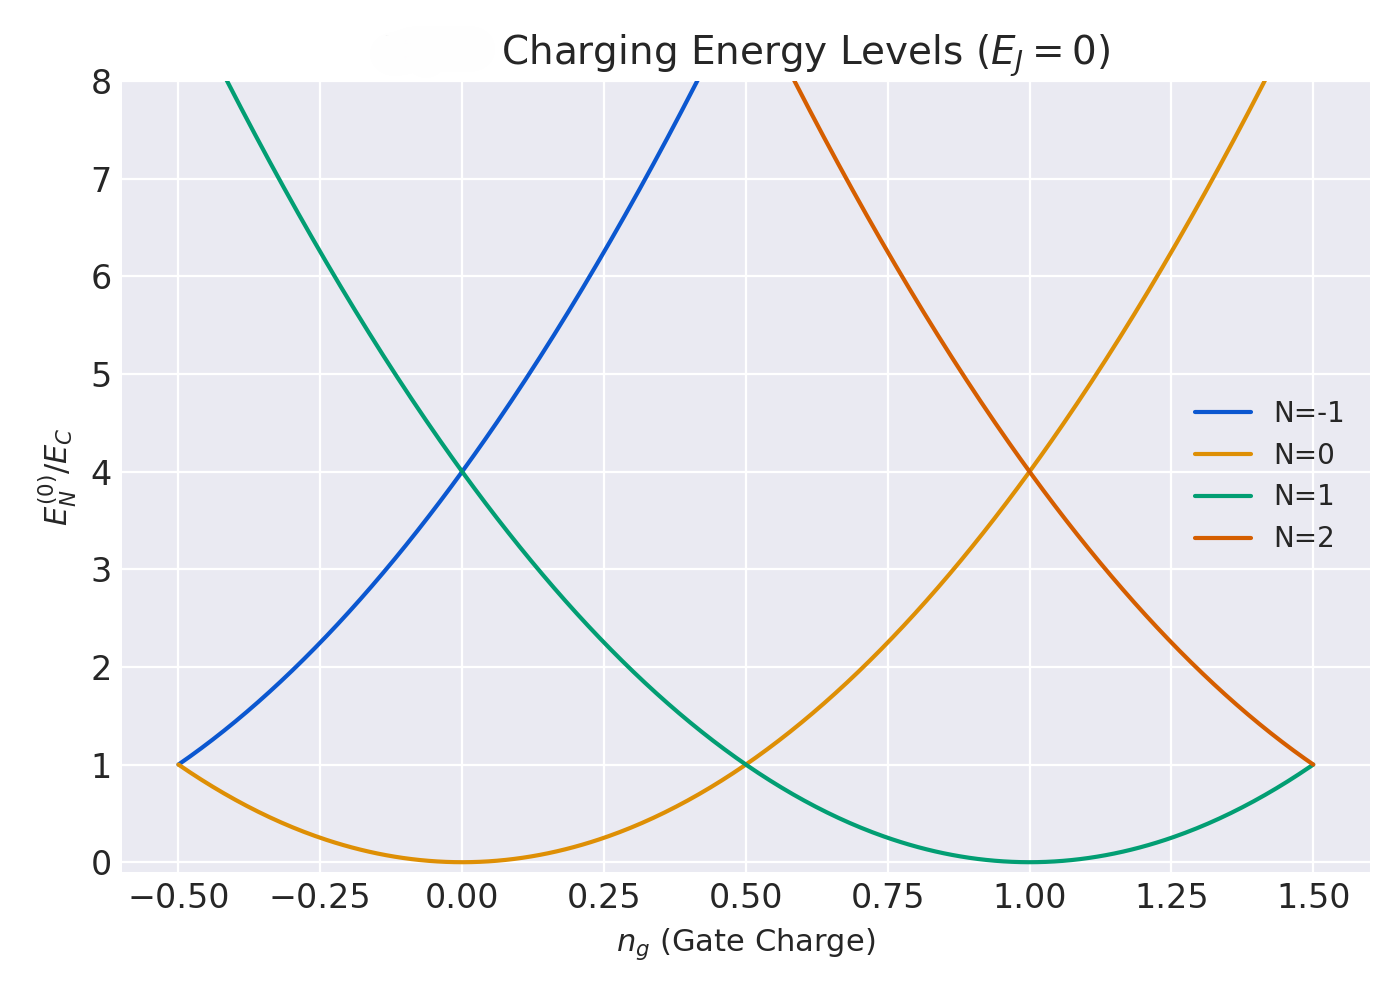 Charging Energy Levels ($E_J = 0$)
8
7
6
5
4
3
2
1
0
$E_N^{(0)}/E_C$
N=-1
N=0
N=1
N=2
−0.50 −0.25 0.00 0.25 0.50 0.75 1.00 1.25 1.50
$n_g$ (Gate Charge)